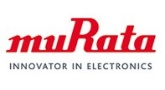 muRata
INNOVATOR IN ELECTRONICS